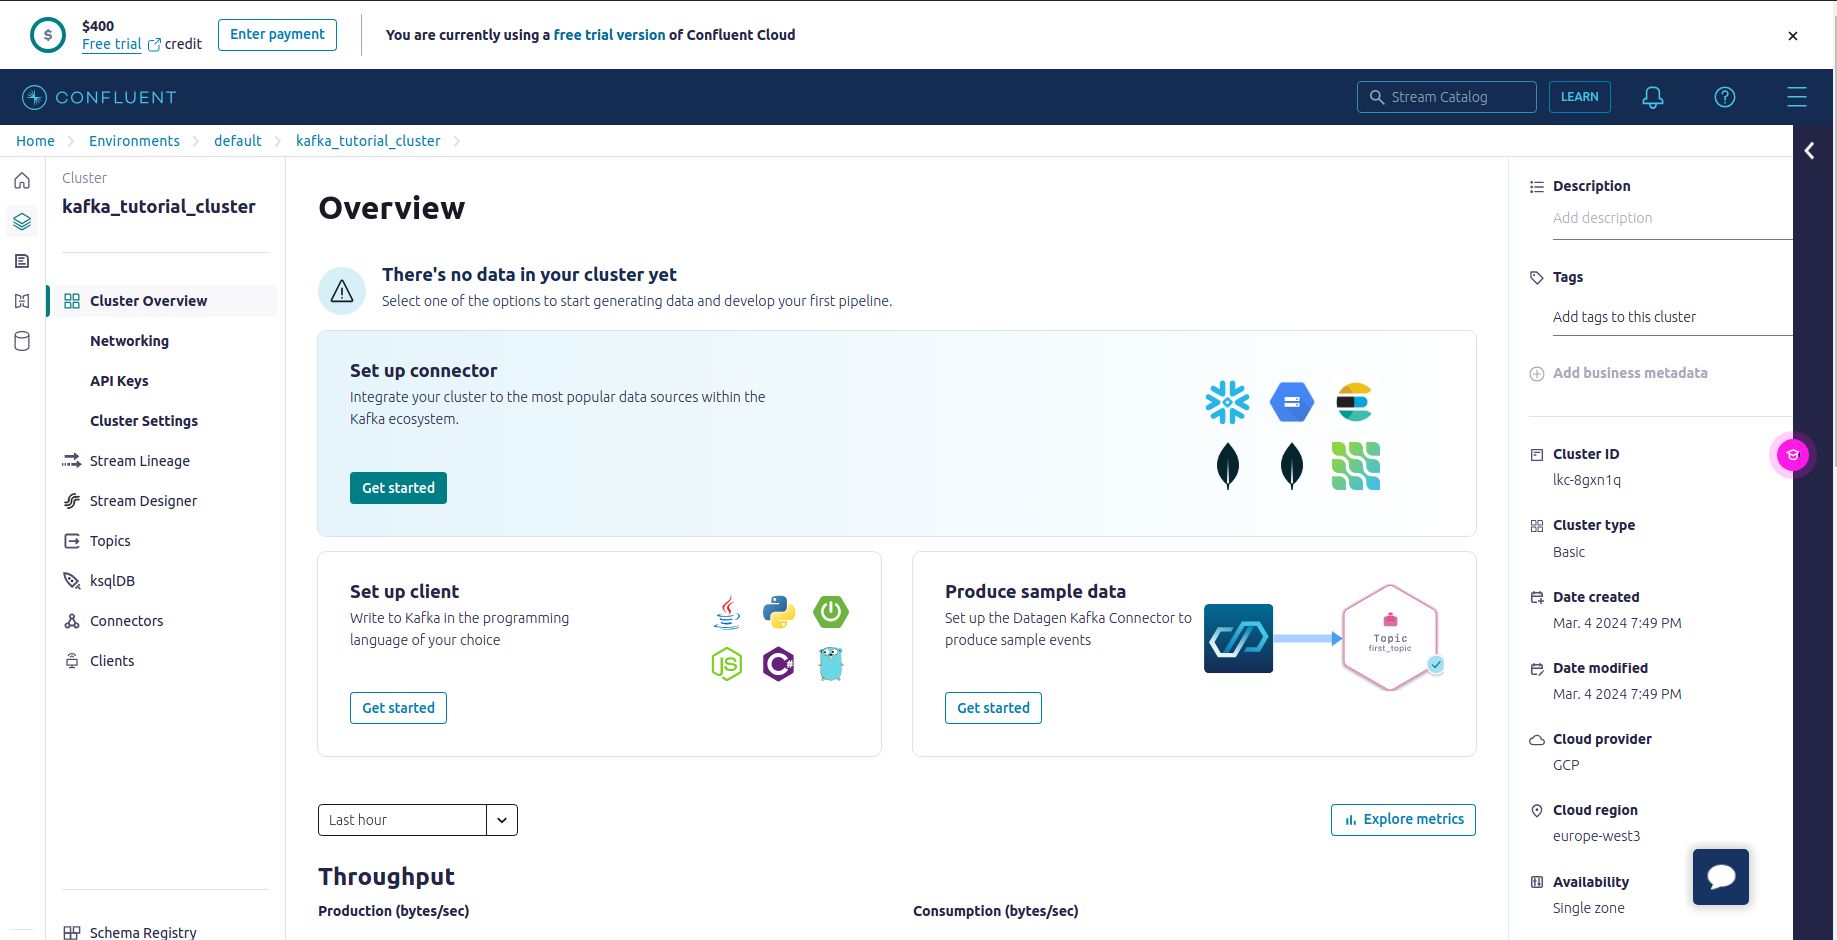 $400
Free trial credit
Enter payment
You are currently using a free trial version of Confluent Cloud
CONFLUENT
Stream Catalog
LEARN
Home
Environments
default
kafka_tutorial_cluster
Cluster
kafka_tutorial_cluster
Cluster Overview
Networking
API Keys
Cluster Settings
Stream Lineage
Stream Designer
Topics
ksqlDB
Connectors
Clients
Schema Registry
Overview
There's no data in your cluster yet
Select one of the options to start generating data and develop your first pipeline.
Set up connector
Integrate your cluster to the most popular data sources within the
Kafka ecosystem.
Get started
Set up client
Write to Kafka in the programming
language of your choice
JS
C#
Get started
Produce sample data
Set up the Datagen Kafka Connector to
produce sample events
Topic
first_topic
Get started
Last hour
Explore metrics
Throughput
Production (bytes/sec)
Consumption (bytes/sec)
Description
Add description
Tags
Add tags to this cluster
Add business metadata
Cluster ID
lkc-8gxn1q
Cluster type
Basic
Date created
Mar. 4 2024 7:49 PM
Date modified
Mar. 4 2024 7:49 PM
Cloud provider
GCP
Cloud region
europe-west3
Availability
Single zone